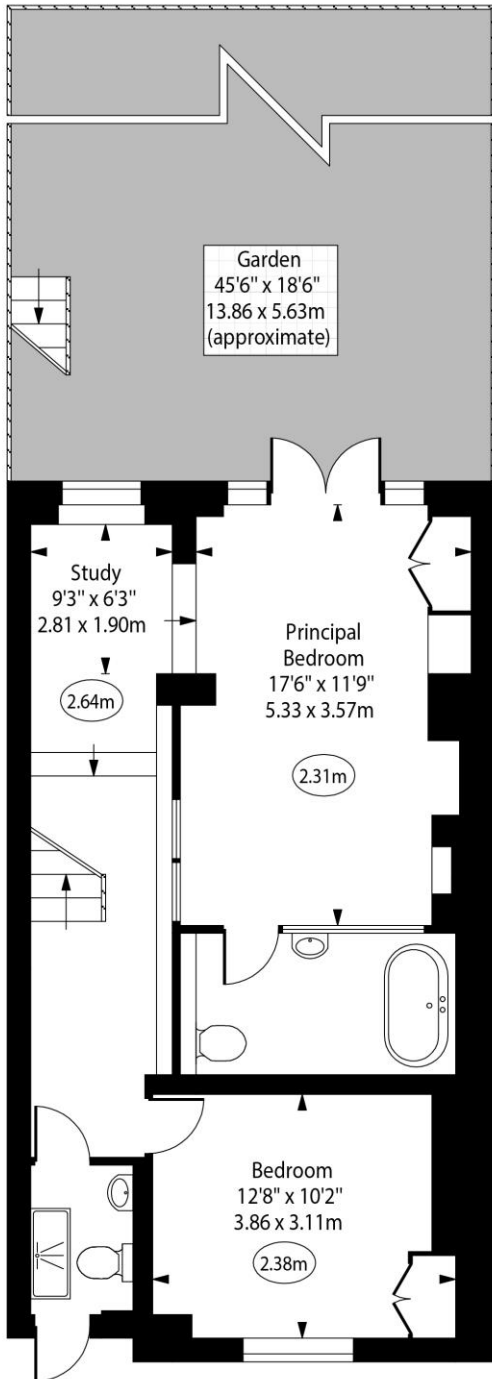 Garden
45'6" x 18'6"
13.86 x 5.63m
(approximate)
Study
9'3" x 6'3"
2.81 x 1.90m
2.64m
Principal
Bedroom
17'6" x 11'9"
5.33 x 3.57m
2.31m
Bedroom
12'8" x 10'2"
3.86 x 3.11m
2.38m